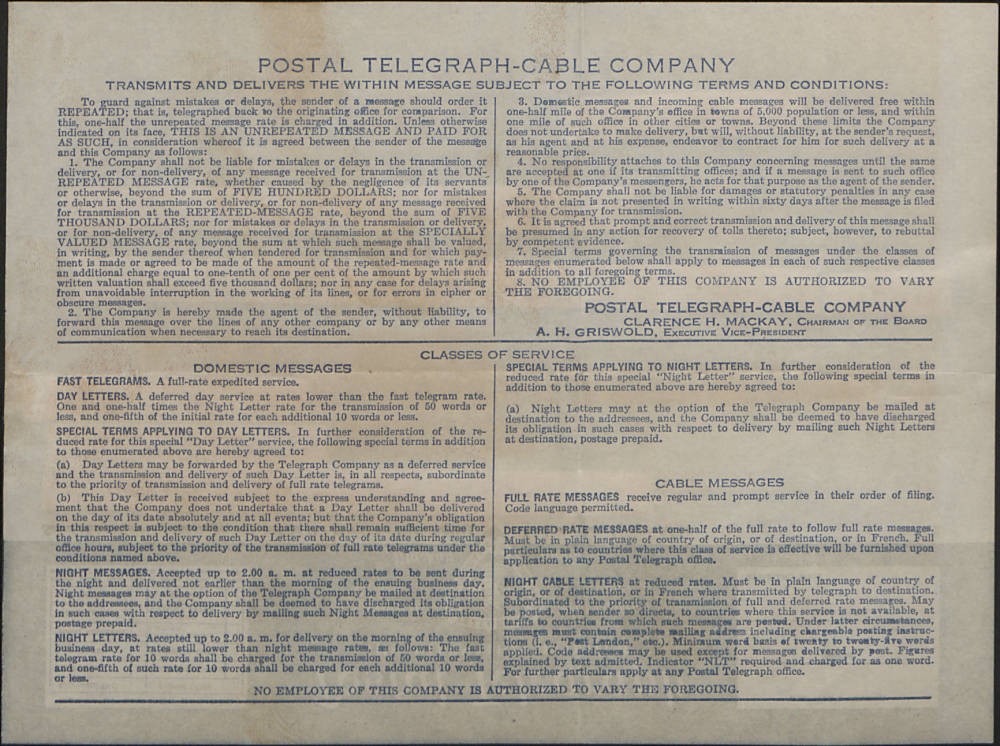 POSTAL TELEGRAPH-CABLE COMPANY
TRANSMITS AND DELIVERS THE WITHIN MESSAGE SUBJECT TO THE FOLLOWING TERMS AND CONDITIONS:
To guard against mistakes or delays, the sender of a message should order it
REPEATED; that is, telegraphed back to the originating office for comparison. For
this, one-half the unrepeated message rate is charged in addition. Unless otherwise
indicated on its face, THIS IS AN UNREPEATED MESSAGE AND PAID FOR
AS SUCH, in consideration whereof it is agreed between the sender of the message
and this Company as follows:
1. The Company shall not be liable for mistakes or delays in the transmission or
delivery, or for non-delivery, of any message received for transmission at the UN-
REPEATED MESSAGE rate, whether caused by the negligence of its servants
or otherwise, beyond the sum of FIVE HUNDRED DOLLARS; nor for mistakes
or delays in the transmission or delivery, or for non-delivery of any message received
for transmission at the REPEATED-MESSAGE rate, beyond the sum of FIVE
THOUSAND DOLLARS; nor for mistakes or delays in the transmission or delivery,
or for non-delivery, of any message received for transmission at the SPECIALLY
VALUED MESSAGE rate, beyond the sum at which such message shall be valued,
in writing, by the sender thereof when tendered for transmission and for which pay-
ment is made or agreed to be made of the amount of the repeated-message rate and
an additional charge equal to one-tenth of one per cent of the amount by which such
written valuation shall exceed five thousand dollars; nor in any case for delays arising
from unavoidable interruption in the working of its lines, or for errors in cipher or
obscure messages.
2. The Company is hereby made the agent of the sender, without liability, to
forward this message over the lines of any other company or by any other means
of communication when necessary to reach its destination.
3. Domestic messages and incoming cable messages will be delivered free within
one-half mile of the Company's office in towns of 5,000 population or less, and within
one mile of such office in other cities or towns. Beyond these limits the Company
does not undertake to make delivery, but will, without liability, at the sender's request,
as his agent and at his expense, endeavor to contract for him for such delivery at a
reasonable price.
4. No responsibility attaches to this Company concerning messages until the same
are accepted at one if its transmitting offices; and if a message is sent to such office
by one of the Company's messengers, he acts for that purpose as the agent of the sender.
5. The Company shall not be liable for damages or statutory penalties in any case
where the claim is not presented in writing within sixty days after the message is filed
with the Company for transmission.
6. It is agreed that prompt and correct transmission and delivery of this message shall
be presumed in any action for recovery of tolls thereto; subject, however, to rebuttal
by competent evidence.
7. Special terms governing the transmission of messages under the classes of
messages enumerated below shall apply to messages in each of such respective classes
in addition to all foregoing terms.
8. NO EMPLOYEE OF THIS COMPANY IS AUTHORIZED TO VARY
THE FOREGOING.
POSTAL TELEGRAPH-CABLE COMPANY
CLARENCE H. MACKAY, CHAIRMAN OF THE BOARD
A. H. GRISWOLD, EXECUTIVE VICE-PRESIDENT
CLASSES OF SERVICE
DOMESTIC MESSAGES
FAST TELEGRAMS. A full-rate expedited service.
DAY LETTERS. A deferred day service at rates lower than the fast telegram rate.
One and one-half times the Night Letter rate for the transmission of 50 words or
less, and one-fifth of the initial rate for each additional 10 words or less.
SPECIAL TERMS APPLYING TO DAY LETTERS. In further consideration of the re-
duced rate for this special "Day Letter" service, the following special terms in addition
to those enumerated above are hereby agreed to:
(a) Day Letters may be forwarded by the Telegraph Company as a deferred service
and the transmission and delivery of such Day Letter is, in all respects, subordinate
to the priority of transmission and delivery of full rate telegrams.
(b) This Day Letter is received subject to the express understanding and agree-
ment that the Company does not undertake that a Day Letter shall be delivered
on the day of its date absolutely and at all events; but that the Company's obligation
in this respect is subject to the condition that there shall remain sufficient time for
the transmission and delivery of such Day Letter on the day of its date during regular
office hours, subject to the priority of the transmission of full rate telegrams under the
conditions named above.
NIGHT MESSAGES. Accepted up to 2.00 a. m. at reduced rates to be sent during
the night and delivered not earlier than the morning of the ensuing business day.
Night messages may at the option of the Telegraph Company be mailed at destination
to the addressees, and the Company shall be deemed to have discharged its obligation
in such cases with respect to delivery by mailing such Night Messages at destination,
postage prepaid.
NIGHT LETTERS. Accepted up to 2.00 a. m. for delivery on the morning of the ensuing
business day, at rates still lower than night message rates, as follows: The fast
telegram rate for 10 words shall be charged for the transmission of 50 words or less,
and one-fifth of such rate for 10 words shall be charged for each additional 10 words
or less.
SPECIAL TERMS APPLYING TO NIGHT LETTERS. In further consideration of the
reduced rate for this special "Night Letter" service, the following special terms in
addition to those enumerated above are hereby agreed to:
(a) Night Letters may at the option of the Telegraph Company be mailed at
destination to the addressees, and the Company shall be deemed to have discharged
its obligation in such cases with respect to delivery by mailing such Night Letters
at destination, postage prepaid.
CABLE MESSAGES
FULL RATE MESSAGES receive regular and prompt service in their order of filing.
Code language permitted.
DEFERRED RATE MESSAGES at one-half of the full rate to follow full rate messages.
Must be in plain language of country of origin, or of destination, or in French. Full
particulars as to countries where this class of service is effective will be furnished upon
application to any Postal Telegraph office.
NIGHT CABLE LETTERS at reduced rates. Must be in plain language of country of
origin, or of destination, or in French where transmitted by telegraph to destination.
Subordinated to the priority of transmission of full and deferred rate messages. May
be posted, when sender so directs, to countries where this service is not available, at
tariffs to countries from which such messages are posted. Under latter circumstances,
messages must contain complete mailing address including chargeable posting instruc-
tions (i. e., "Post London," etc.). Minimum word basis of twenty to twenty-five words
applied. Code addresses may be used except for messages delivered by post. Figures
explained by text admitted. Indicator "NLT" required and charged for as one word.
For further particulars apply at any Postal Telegraph office.
NO EMPLOYEE OF THIS COMPANY IS AUTHORIZED TO VARY THE FOREGOING.